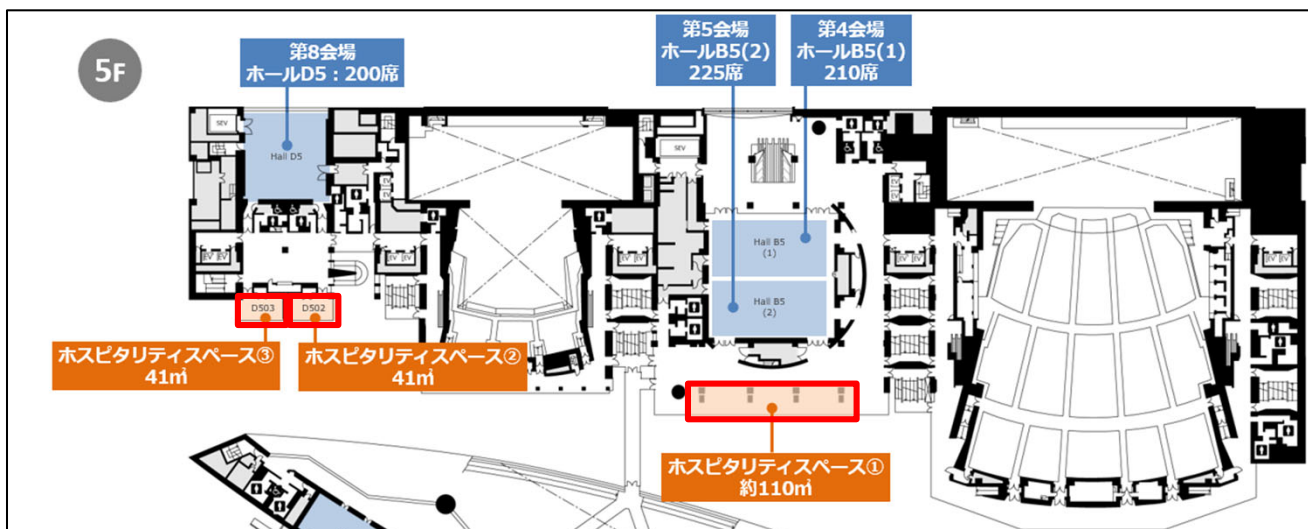 5F
第8会場
ホールD5：200席
第5会場
ホールB5(2)
225席
第4会場
ホールB5(1)
210席
SEV
Hall D5
SEV
Hall B5
(1)
Hall B5
(2)
EV
EV
EV
EV
EV
EV
EV
EV
EV
EV
D503
D502
ホスピタリティスペース③
41㎡
ホスピタリティスペース②
41㎡
ホスピタリティスペース①
約110㎡